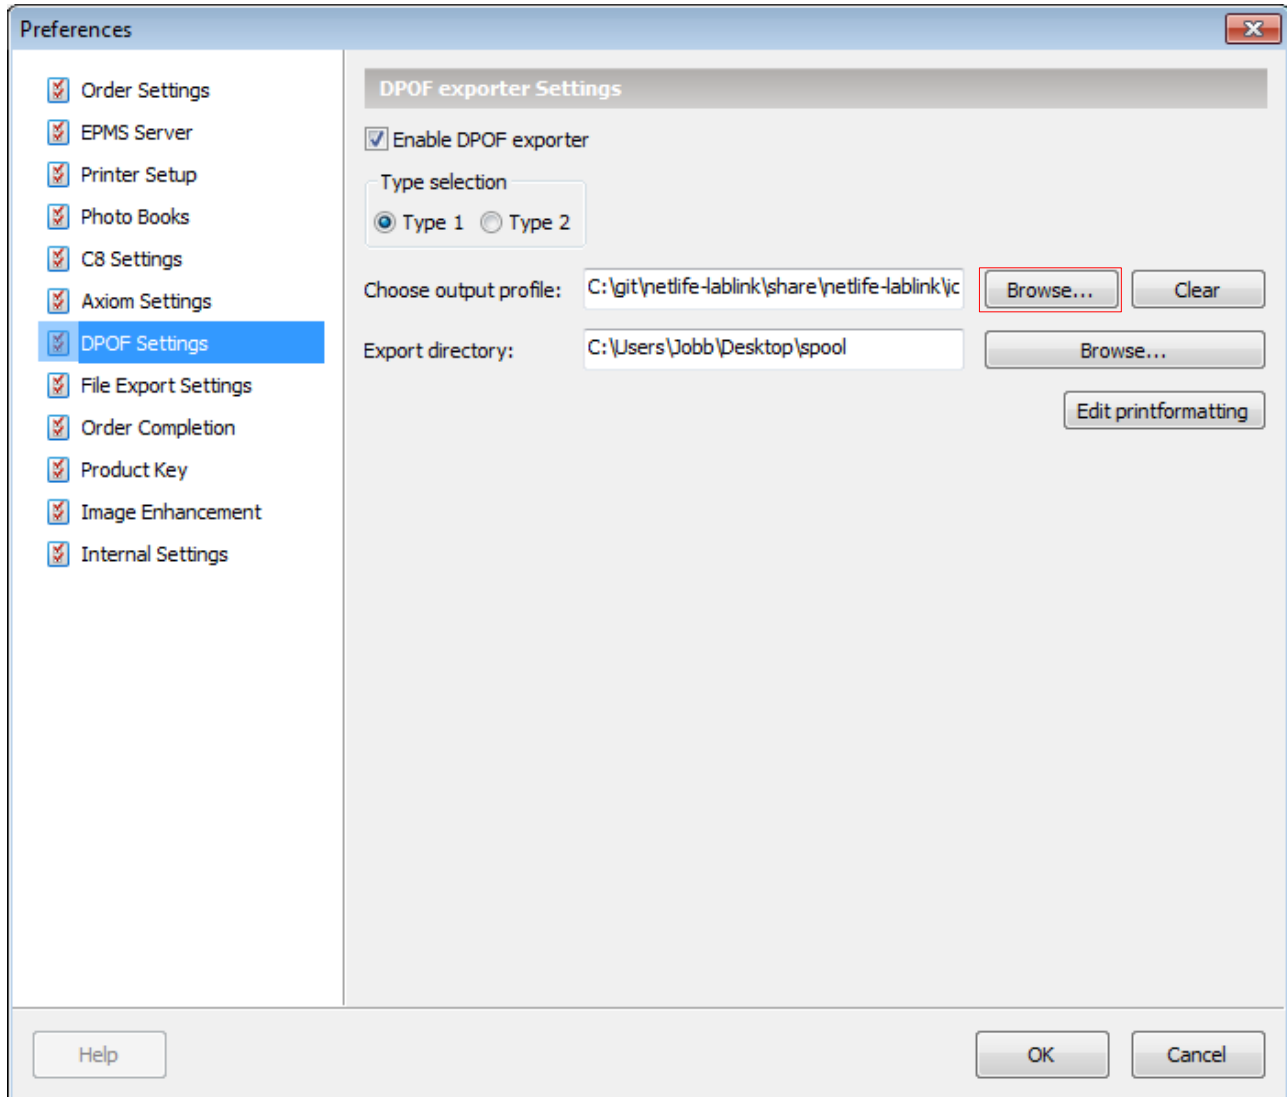 Preferences
Order Settings
EPMS Server
Printer Setup
Photo Books
C8 Settings
Axiom Settings
DPOF Settings
File Export Settings
Order Completion
Product Key
Image Enhancement
Internal Settings
DPOF exporter Settings
Enable DPOF exporter
Type selection
Type 1 Type 2
Choose output profile: C:\git\netlife-lablink\share\netlife-lablink\ic Browse... Clear
Export directory: C:\Users\Jobb\Desktop\spool Browse...
Edit printformatting
Help OK Cancel